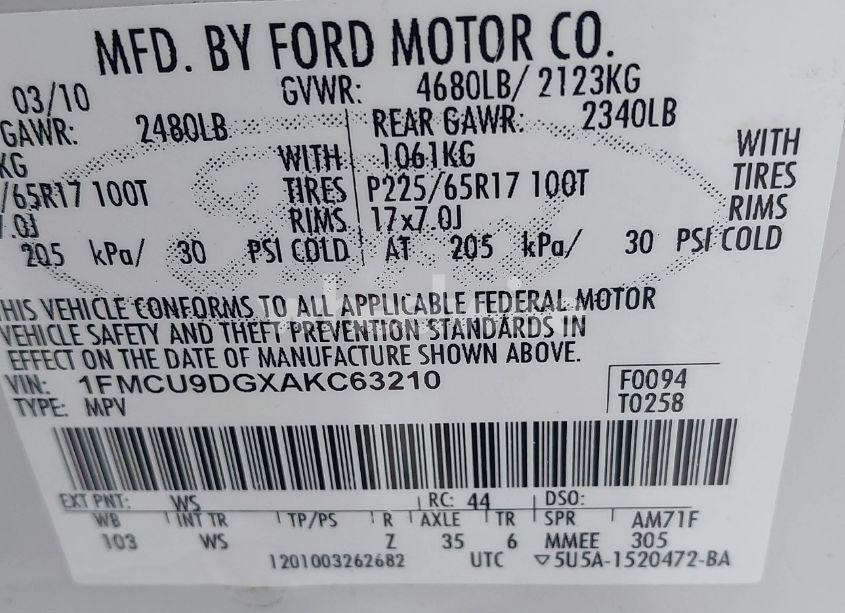 MFD. BY FORD MOTOR CO.
03/10 GVWR: 4680LB/ 2123KG
GAWR: 2480LB REAR GAWR: 2340LB
KG WITH 1061KG WITH
/65R17 100T TIRES P225/65R17 100T TIRES
7.0J RIMS 17x7.0J RIMS
205 kPa/ 30 PSI COLD AT 205 kPa/ 30 PSI COLD
HIS VEHICLE CONFORMS TO ALL APPLICABLE FEDERAL MOTOR
VEHICLE SAFETY AND THEFT PREVENTION STANDARDS IN
EFFECT ON THE DATE OF MANUFACTURE SHOWN ABOVE.
VIN: 1FMCU9DGXAKC63210 F0094
TYPE: MPV T0258
EXT PNT: WS RC: 44 DSO:
WB INT TR TP/PS R AXLE TR SPR AM71F
103 WS Z 35 6 MMEE 305
1201003262682 UTC ▽5U5A-1520472-BA